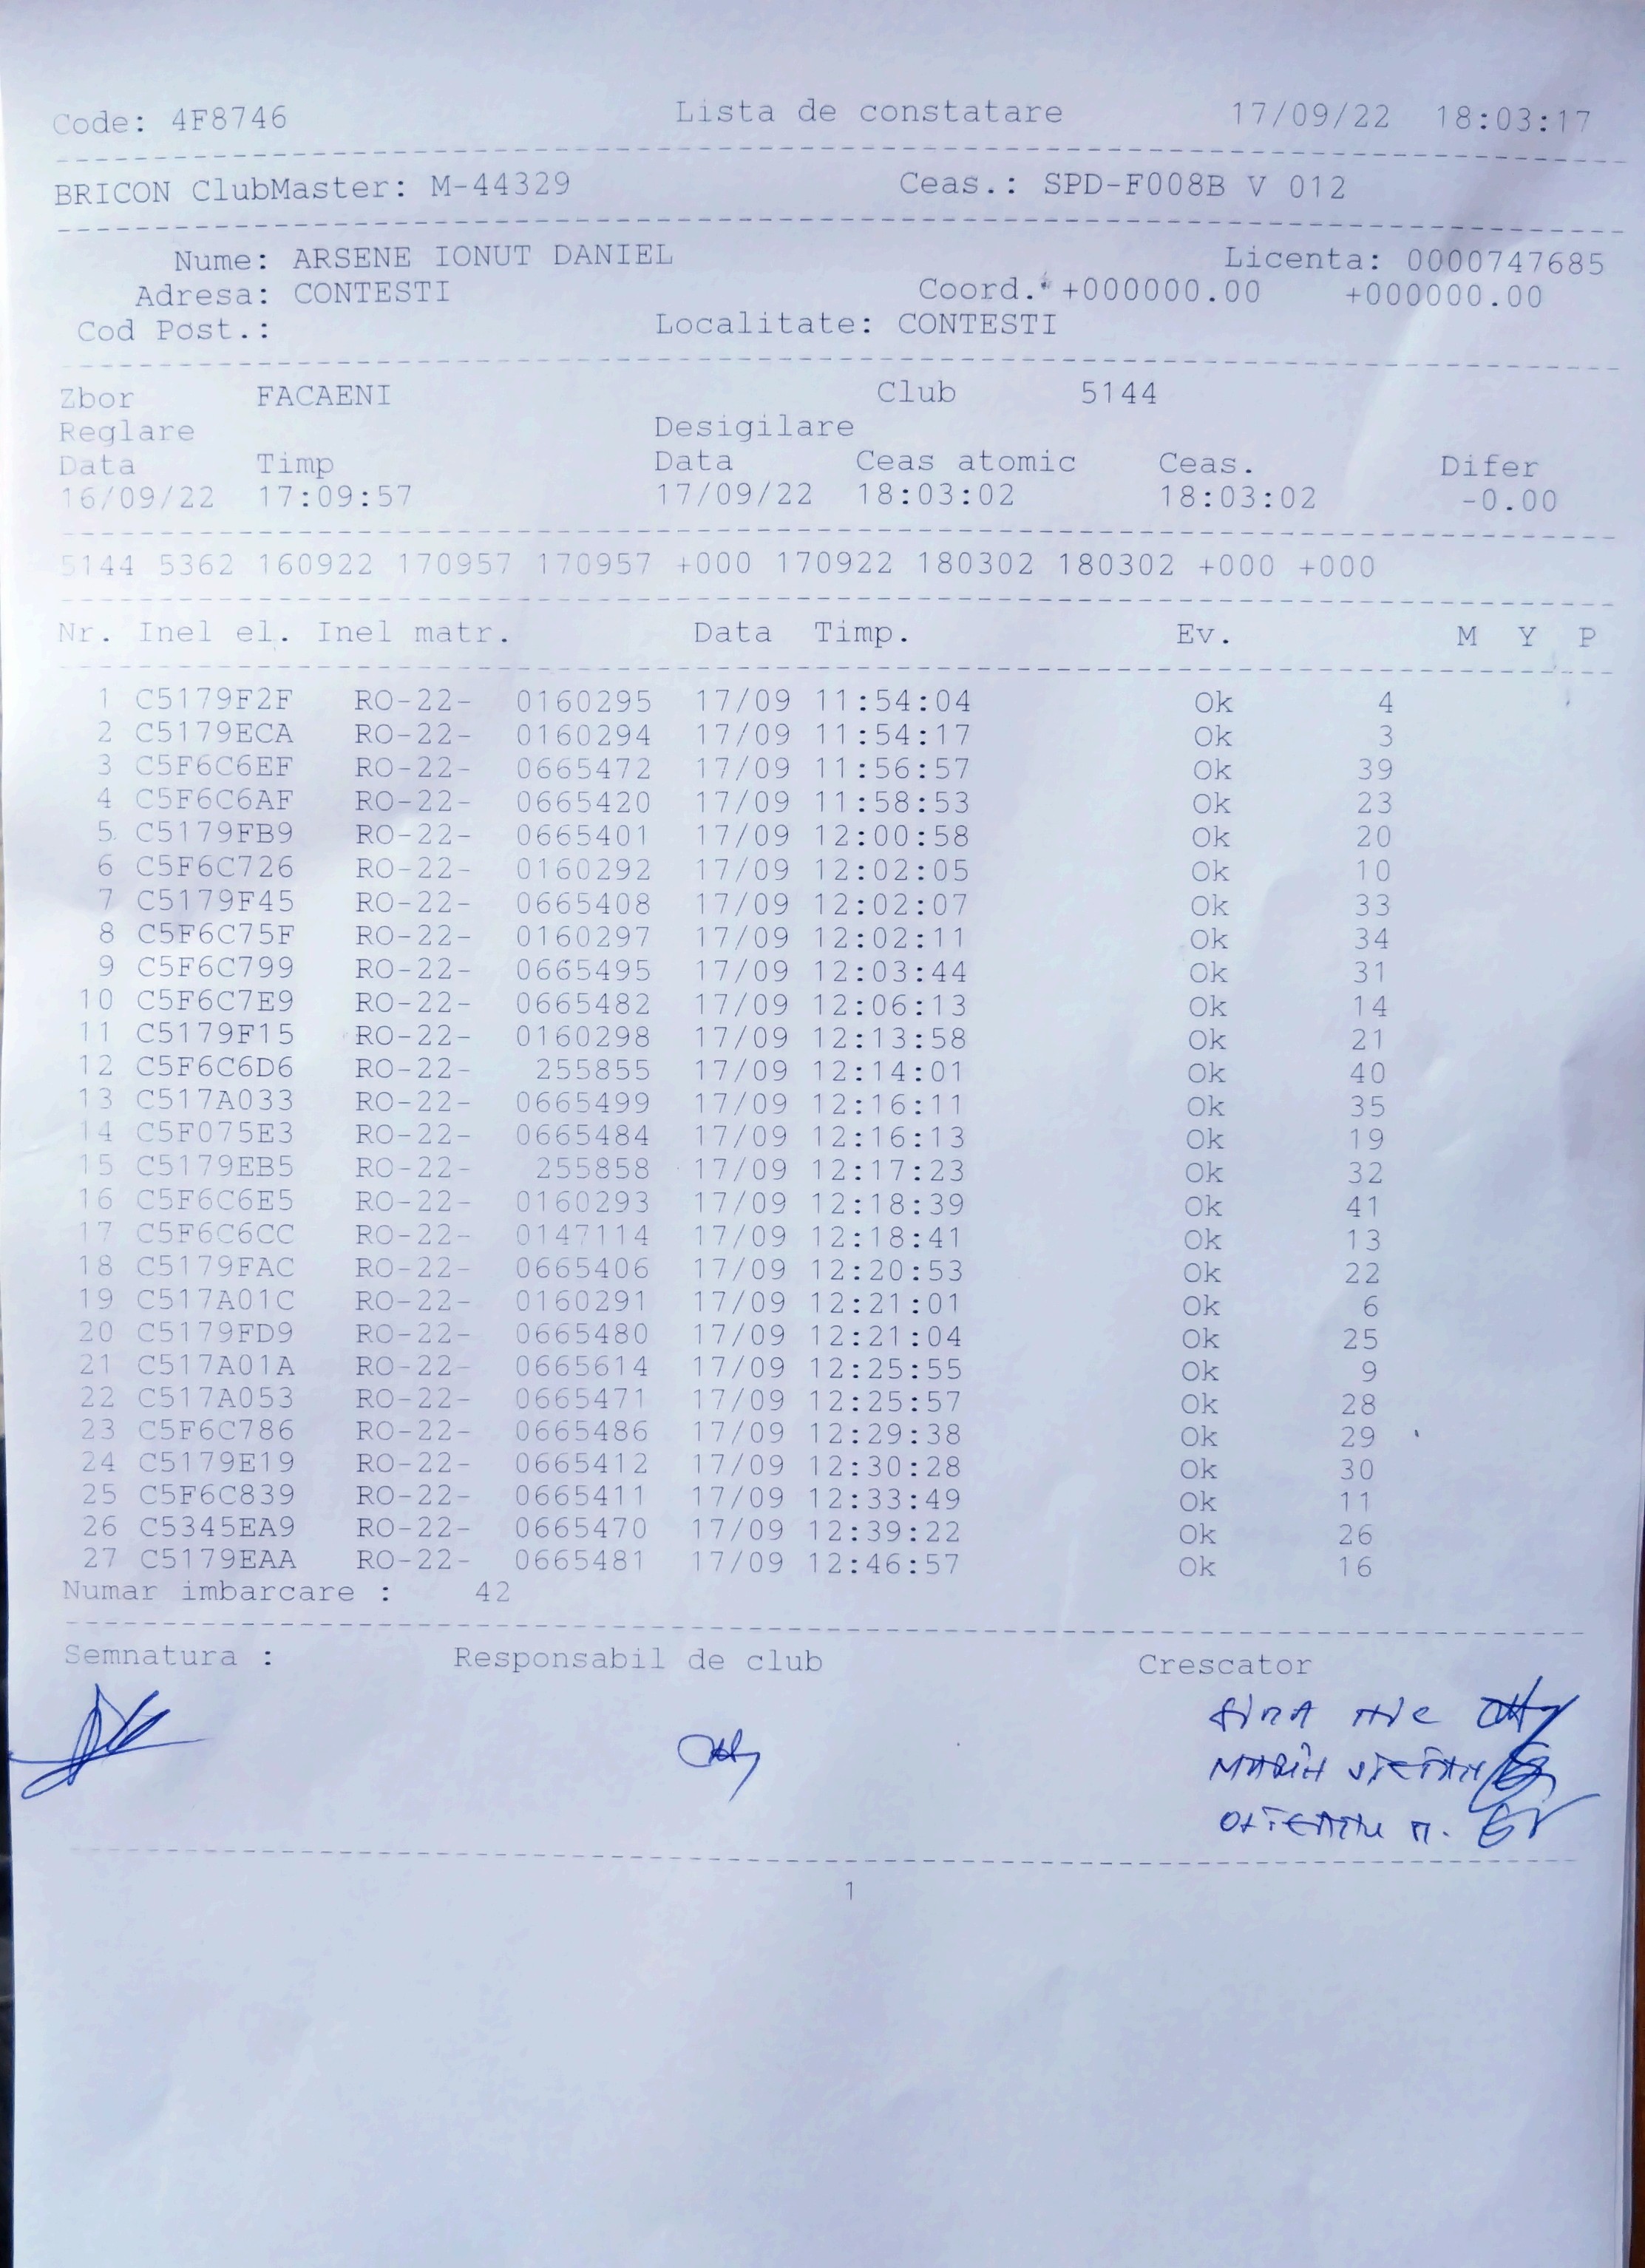 Code: 4F8746 Lista de constatare 17/09/22 18:03:17
BRICON ClubMaster: M-44329 Ceas.: SPD-F008B V 012
Nume: ARSENE IONUT DANIEL Licenta: 0000747685
Adresa: CONTESTI Coord.: +000000.00 +000000.00
Cod Post.: Localitate: CONTESTI
Zbor FACAENI Club 5144
Reglare Desigilare
Data Timp Data Ceas atomic Ceas. Difer
16/09/22 17:09:57 17/09/22 18:03:02 18:03:02 -0.00
5144 5362 160922 170957 170957 +000 170922 180302 180302 +000 +000
Nr. Inel el. Inel matr. Data Timp. Ev. M Y P
1 C5179F2F RO-22- 0160295 17/09 11:54:04 Ok 4
2 C5179ECA RO-22- 0160294 17/09 11:54:17 Ok 3
3 C5F6C6EF RO-22- 0665472 17/09 11:56:57 Ok 39
4 C5F6C6AF RO-22- 0665420 17/09 11:58:53 Ok 23
5 C5179FB9 RO-22- 0665401 17/09 12:00:58 Ok 20
6 C5F6C726 RO-22- 0160292 17/09 12:02:05 Ok 10
7 C5179F45 RO-22- 0665408 17/09 12:02:07 Ok 33
8 C5F6C75F RO-22- 0160297 17/09 12:02:11 Ok 34
9 C5F6C799 RO-22- 0665495 17/09 12:03:44 Ok 31
10 C5F6C7E9 RO-22- 0665482 17/09 12:06:13 Ok 14
11 C5179F15 RO-22- 0160298 17/09 12:13:58 Ok 21
12 C5F6C6D6 RO-22- 255855 17/09 12:14:01 Ok 40
13 C517A033 RO-22- 0665499 17/09 12:16:11 Ok 35
14 C5F075E3 RO-22- 0665484 17/09 12:16:13 Ok 19
15 C5179EB5 RO-22- 255858 17/09 12:17:23 Ok 32
16 C5F6C6E5 RO-22- 0160293 17/09 12:18:39 Ok 41
17 C5F6C6CC RO-22- 0147114 17/09 12:18:41 Ok 13
18 C5179FAC RO-22- 0665406 17/09 12:20:53 Ok 22
19 C517A01C RO-22- 0160291 17/09 12:21:01 Ok 6
20 C5179FD9 RO-22- 0665480 17/09 12:21:04 Ok 25
21 C517A01A RO-22- 0665614 17/09 12:25:55 Ok 9
22 C517A053 RO-22- 0665471 17/09 12:25:57 Ok 28
23 C5F6C786 RO-22- 0665486 17/09 12:29:38 Ok 29
24 C5179E19 RO-22- 0665412 17/09 12:30:28 Ok 30
25 C5F6C839 RO-22- 0665411 17/09 12:33:49 Ok 11
26 C5345EA9 RO-22- 0665470 17/09 12:39:22 Ok 26
27 C5179EAA RO-22- 0665481 17/09 12:46:57 Ok 16
Numar imbarcare : 42
Semnatura : Responsabil de club Crescator
1